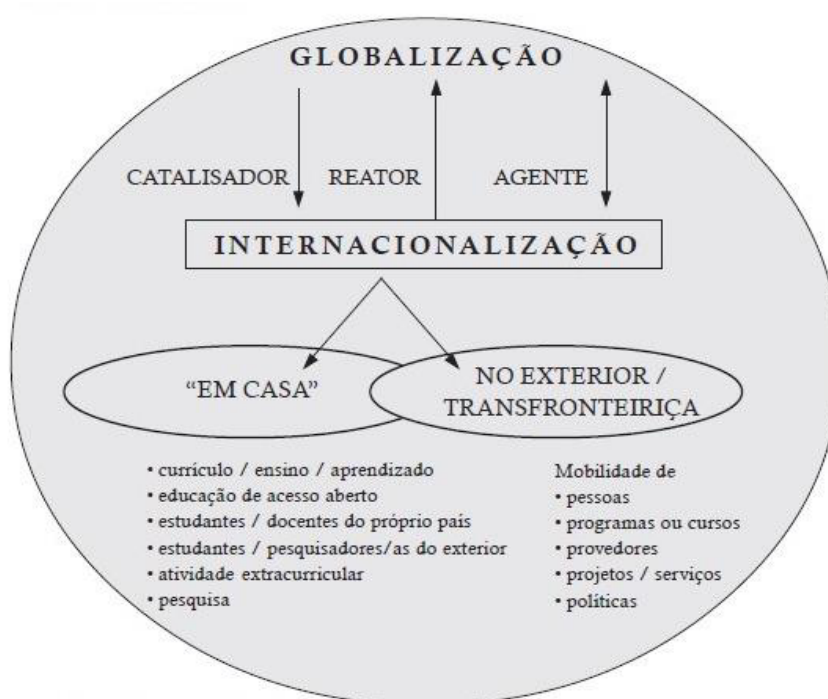 GLOBALIZAÇÃO
CATALISADOR REATOR AGENTE
INTERNACIONALIZAÇÃO
“EM CASA”
NO EXTERIOR /
TRANSFRONTEIRIÇA
• currículo / ensino / aprendizado
• educação de acesso aberto
• estudantes / docentes do próprio país
• estudantes / pesquisadores/as do exterior
• atividade extracurricular
• pesquisa
Mobilidade de
• pessoas
• programas ou cursos
• provedores
• projetos / serviços
• políticas